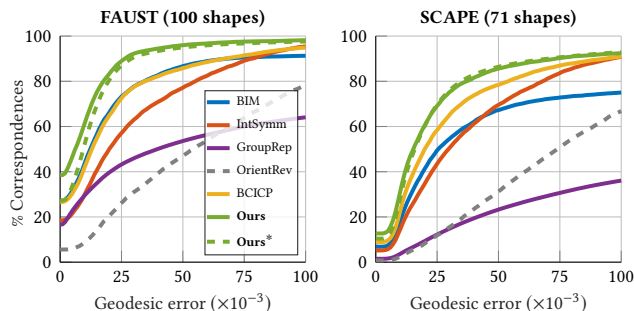 FAUST (100 shapes)
SCAPE (71 shapes)
% Correspondences
100
80
60
40
20
0
BIM
IntSymm
GroupRep
OrientRev
BCICP
Ours
Ours*
0 25 50 75 100
Geodesic error (×10⁻³)
100
80
60
40
20
0
0 25 50 75 100
Geodesic error (×10⁻³)